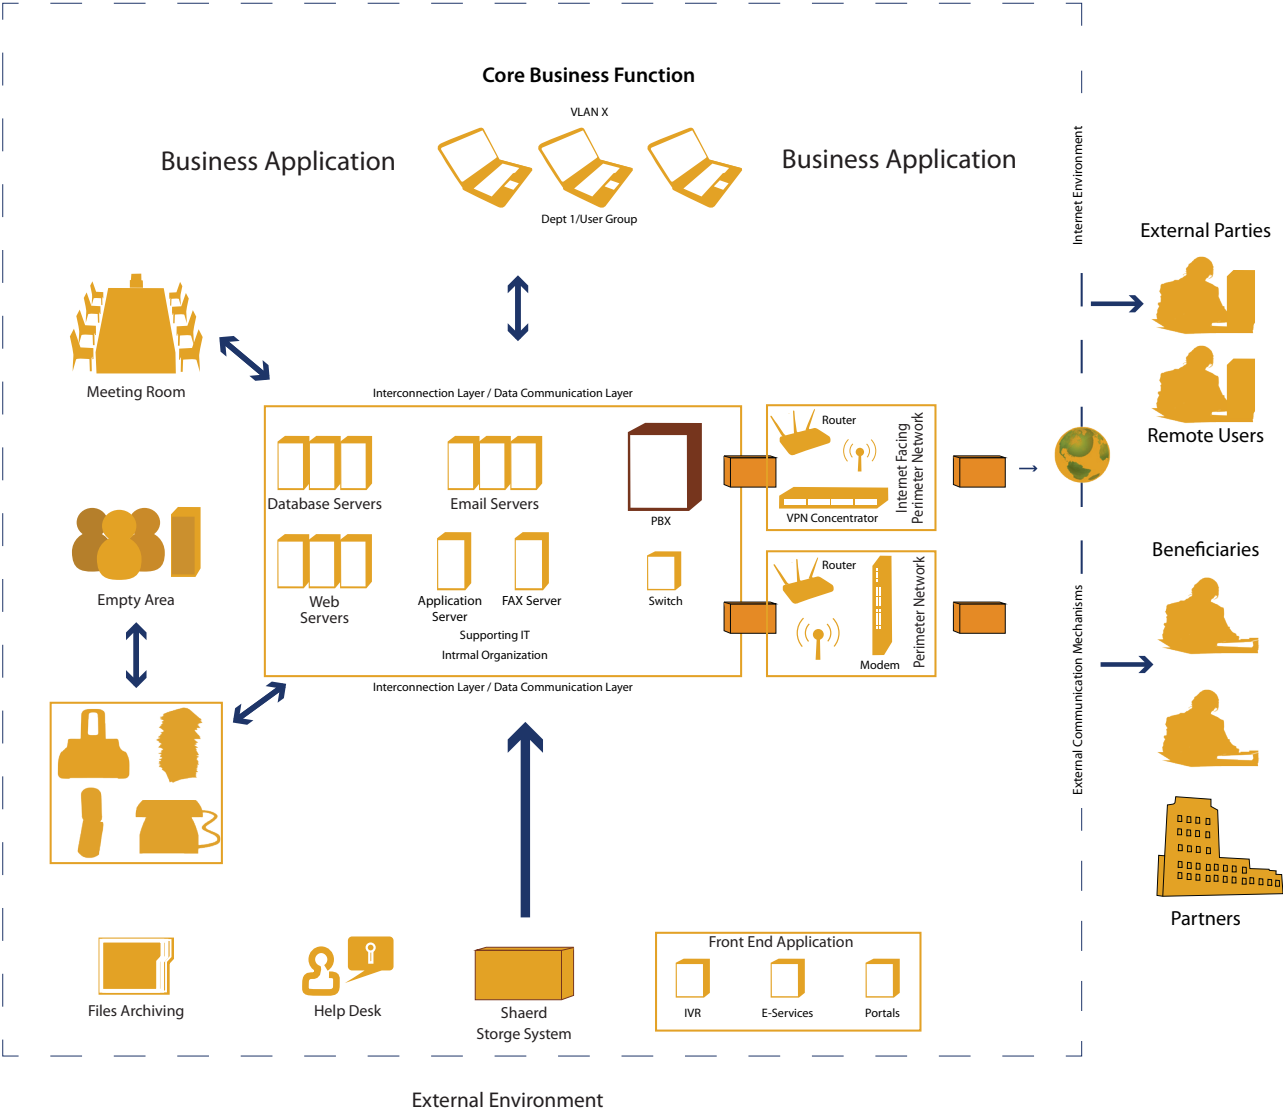 Core Business Function
VLAN X
Business Application
Business Application
Dept 1/User Group
Internet Environment
External Parties
Meeting Room
Interconnection Layer / Data Communication Layer
Remote Users
Router
Internet Facing
Perimeter Network
Database Servers
Email Servers
PBX
VPN Concentrator
Empty Area
Web
Servers
Application
Server
FAX Server
Switch
Supporting IT
Intrmal Organization
Router
Perimeter Network
Modem
Beneficiaries
External Communication Mechanisms
Interconnection Layer / Data Communication Layer
Partners
Files Archiving
Help Desk
Shaerd
Storge System
Front End Application
IVR
E-Services
Portals
External Environment